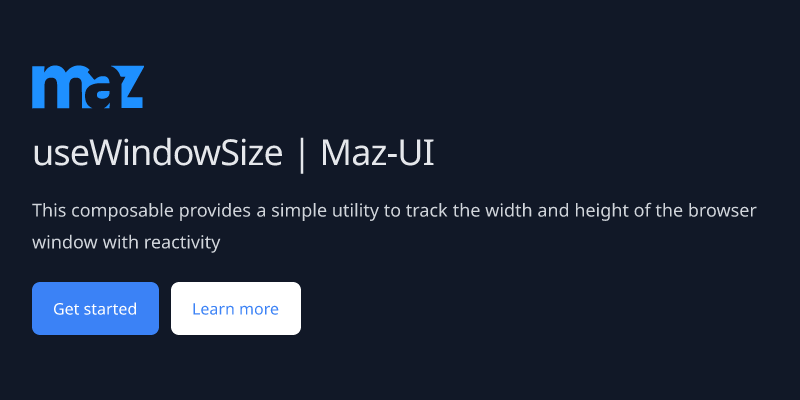 maz
useWindowSize | Maz-UI
This composable provides a simple utility to track the width and height of the browser
window with reactivity
Get started
Learn more